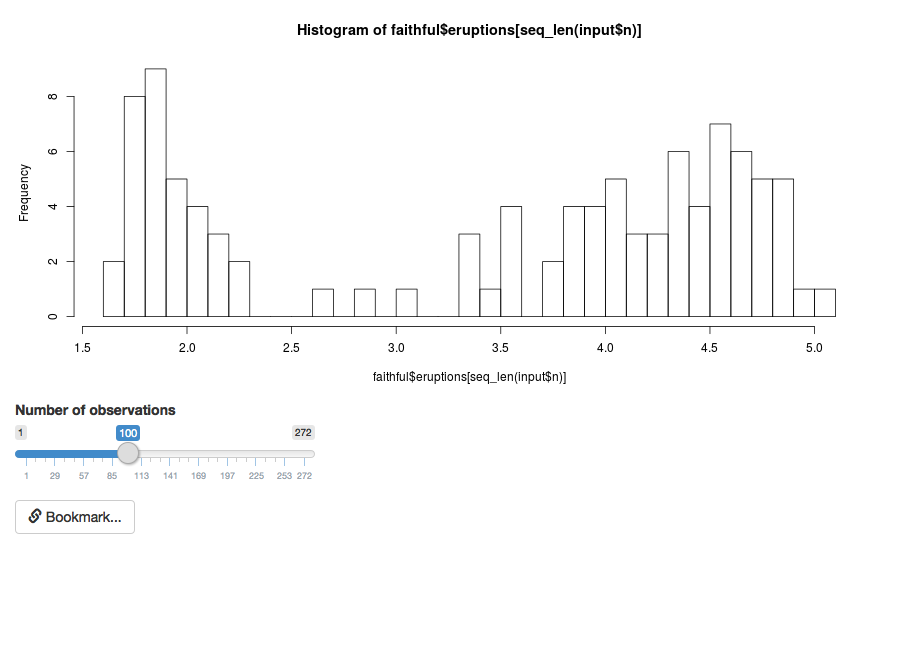 Histogram of faithful$eruptions[seq_len(input$n)]
Frequency
8
6
4
2
0
1.5 2.0 2.5 3.0 3.5 4.0 4.5 5.0
faithful$eruptions[seq_len(input$n)]
Number of observations
1 100 272
1 29 57 85 113 141 169 197 225 253 272
Bookmark...